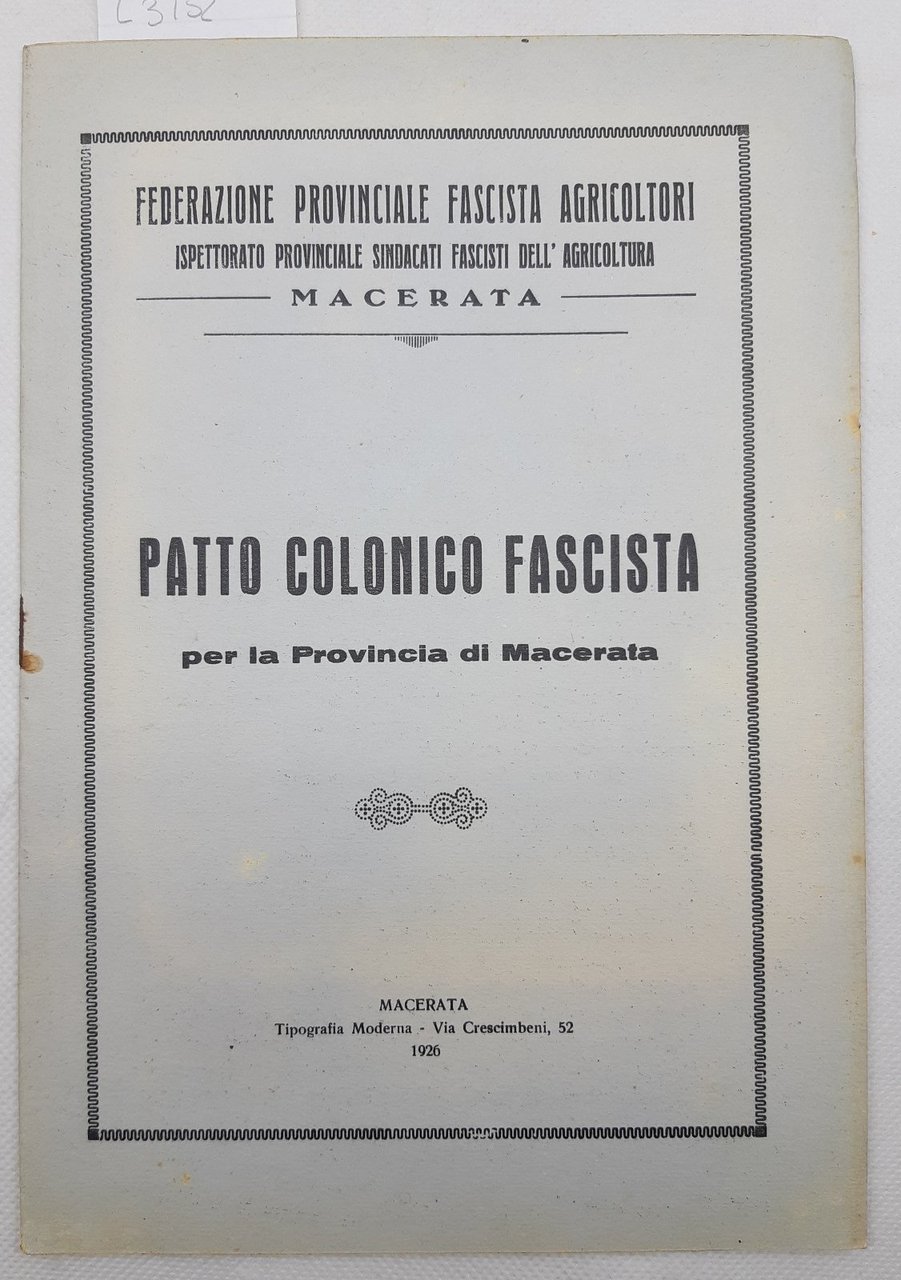 FEDERAZIONE PROVINCIALE FASCISTA AGRICOLTORI
ISPETTORATO PROVINCIALE SINDACATI FASCISTI DELL' AGRICOLTURA
MACERATA
PATTO COLONICO FASCISTA
per la Provincia di Macerata
MACERATA
Tipografia Moderna - Via Crescimbeni, 52
1926